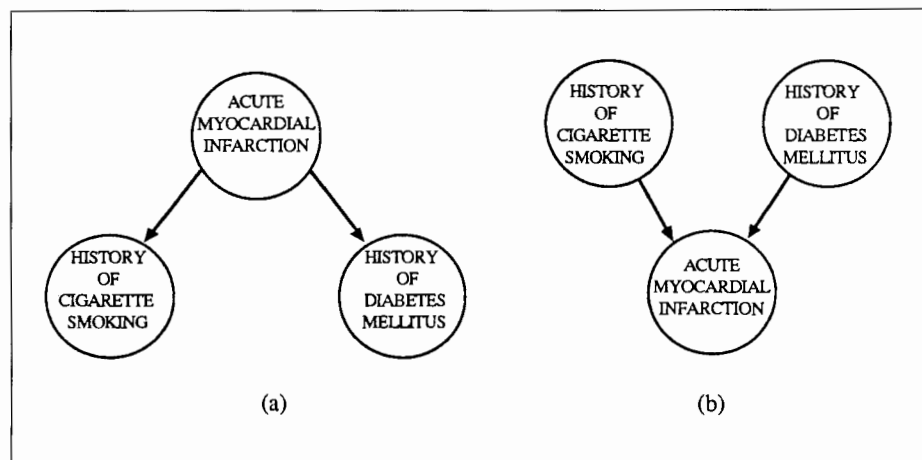 ACUTE
MYOCARDIAL
INFARCTION
HISTORY
OF
CIGARETTE
SMOKING
HISTORY
OF
DIABETES
MELLITUS
(a)
HISTORY
OF
CIGARETTE
SMOKING
HISTORY
OF
DIABETES
MELLITUS
ACUTE
MYOCARDIAL
INFARCTION
(b)